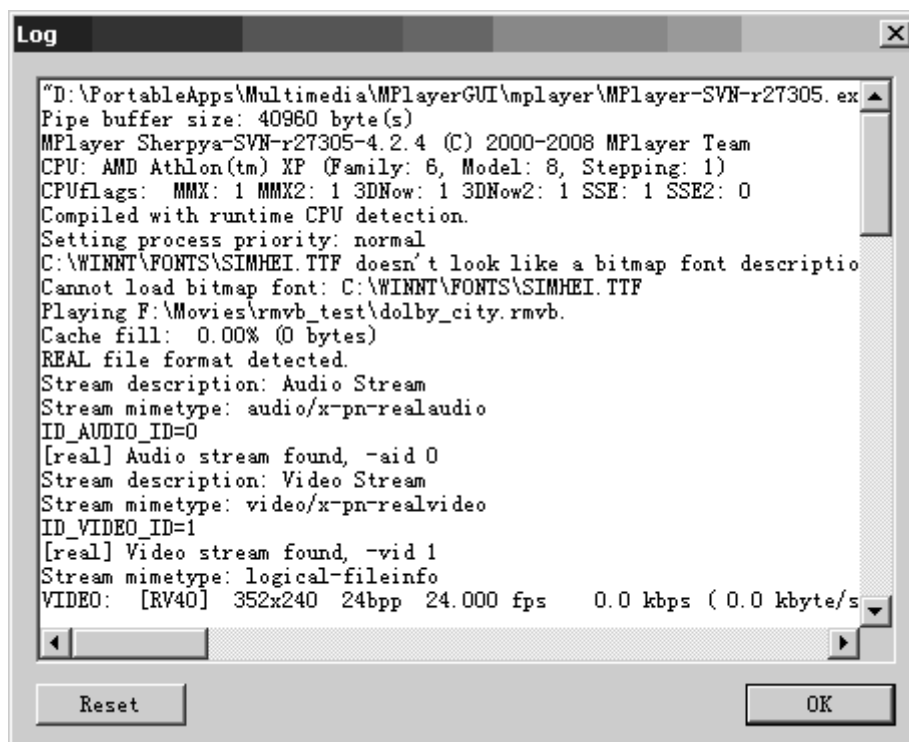 Log
"D:\PortableApps\Multimedia\MPlayerGUI\mplayer\MPlayer-SVN-r27305.ex
Pipe buffer size: 40960 byte(s)
MPlayer Sherpya-SVN-r27305-4.2.4 (C) 2000-2008 MPlayer Team
CPU: AMD Athlon(tm) XP (Family: 6, Model: 8, Stepping: 1)
CPUflags:  MMX: 1 MMX2: 1 3DNow: 1 3DNow2: 1 SSE: 1 SSE2: 0
Compiled with runtime CPU detection.
Setting process priority: normal
C:\WINNT\FONTS\SIMHEI.TTF doesn't look like a bitmap font descriptio
Cannot load bitmap font: C:\WINNT\FONTS\SIMHEI.TTF
Playing F:\Movies\rmvb_test\dolby_city.rmvb.
Cache fill:  0.00% (0 bytes)
REAL file format detected.
Stream description: Audio Stream
Stream mimetype: audio/x-pn-realaudio
ID_AUDIO_ID=0
[real] Audio stream found, -aid 0
Stream description: Video Stream
Stream mimetype: video/x-pn-realvideo
ID_VIDEO_ID=1
[real] Video stream found, -vid 1
Stream mimetype: logical-fileinfo
VIDEO:  [RV40]  352x240  24bpp  24.000 fps    0.0 kbps ( 0.0 kbyte/s
Reset
OK